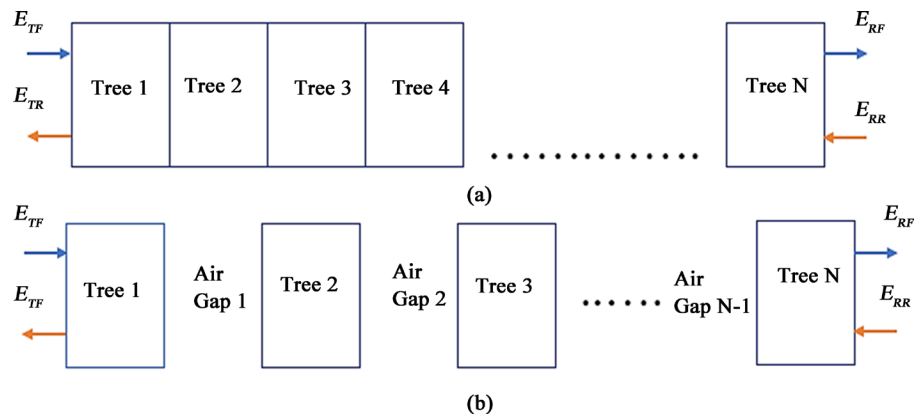 E_TF
E_RF
Tree 1
Tree 2
Tree 3
Tree 4
Tree N
E_TR
E_RR
(a)
E_TF
E_RF
Tree 1
Air
Gap 1
Tree 2
Air
Gap 2
Tree 3
Air
Gap N-1
Tree N
E_TF
E_RR
(b)